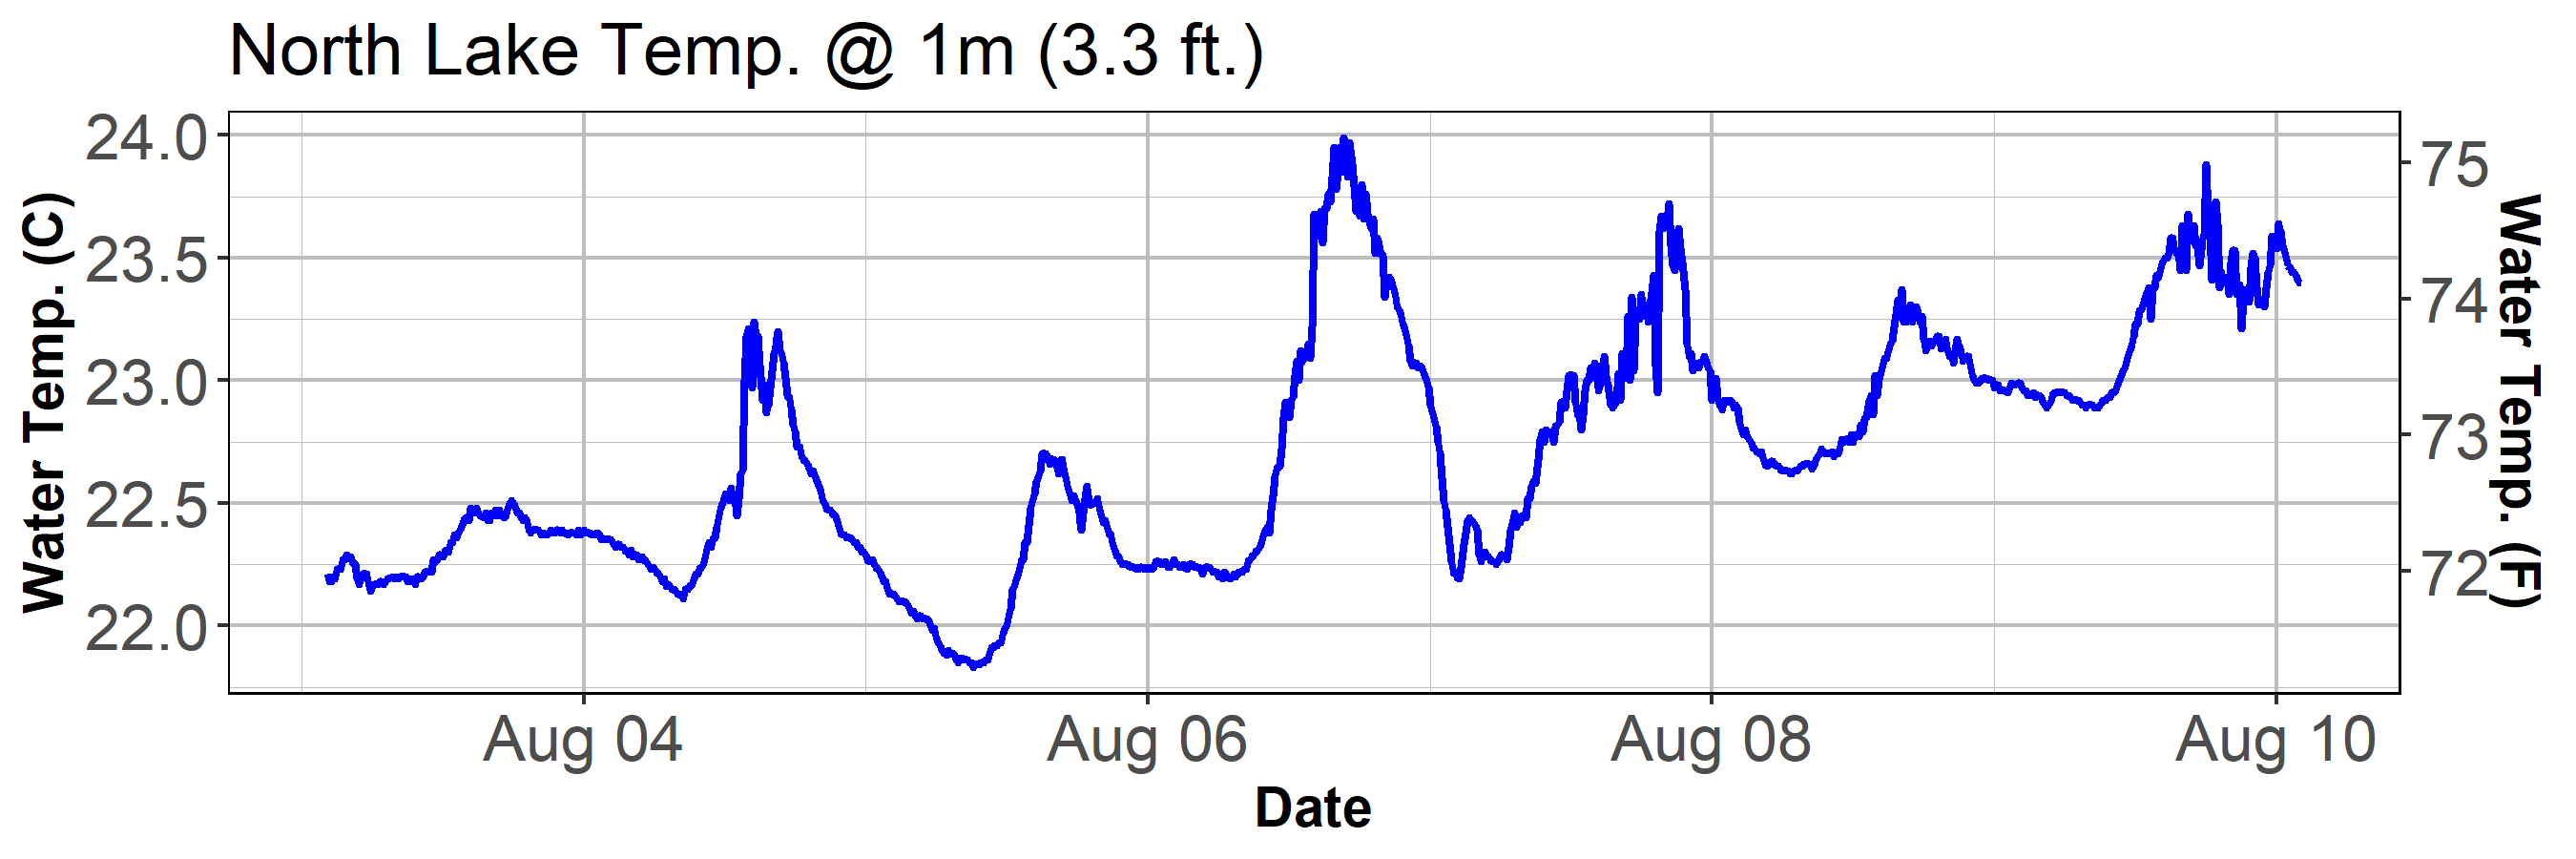 North Lake Temp. @ 1m (3.3 ft.)
Water Temp. (C)
24.0
23.5
23.0
22.5
22.0
75
74
73
72
Water Temp. (F)
Aug 04 Aug 06 Aug 08 Aug 10
Date